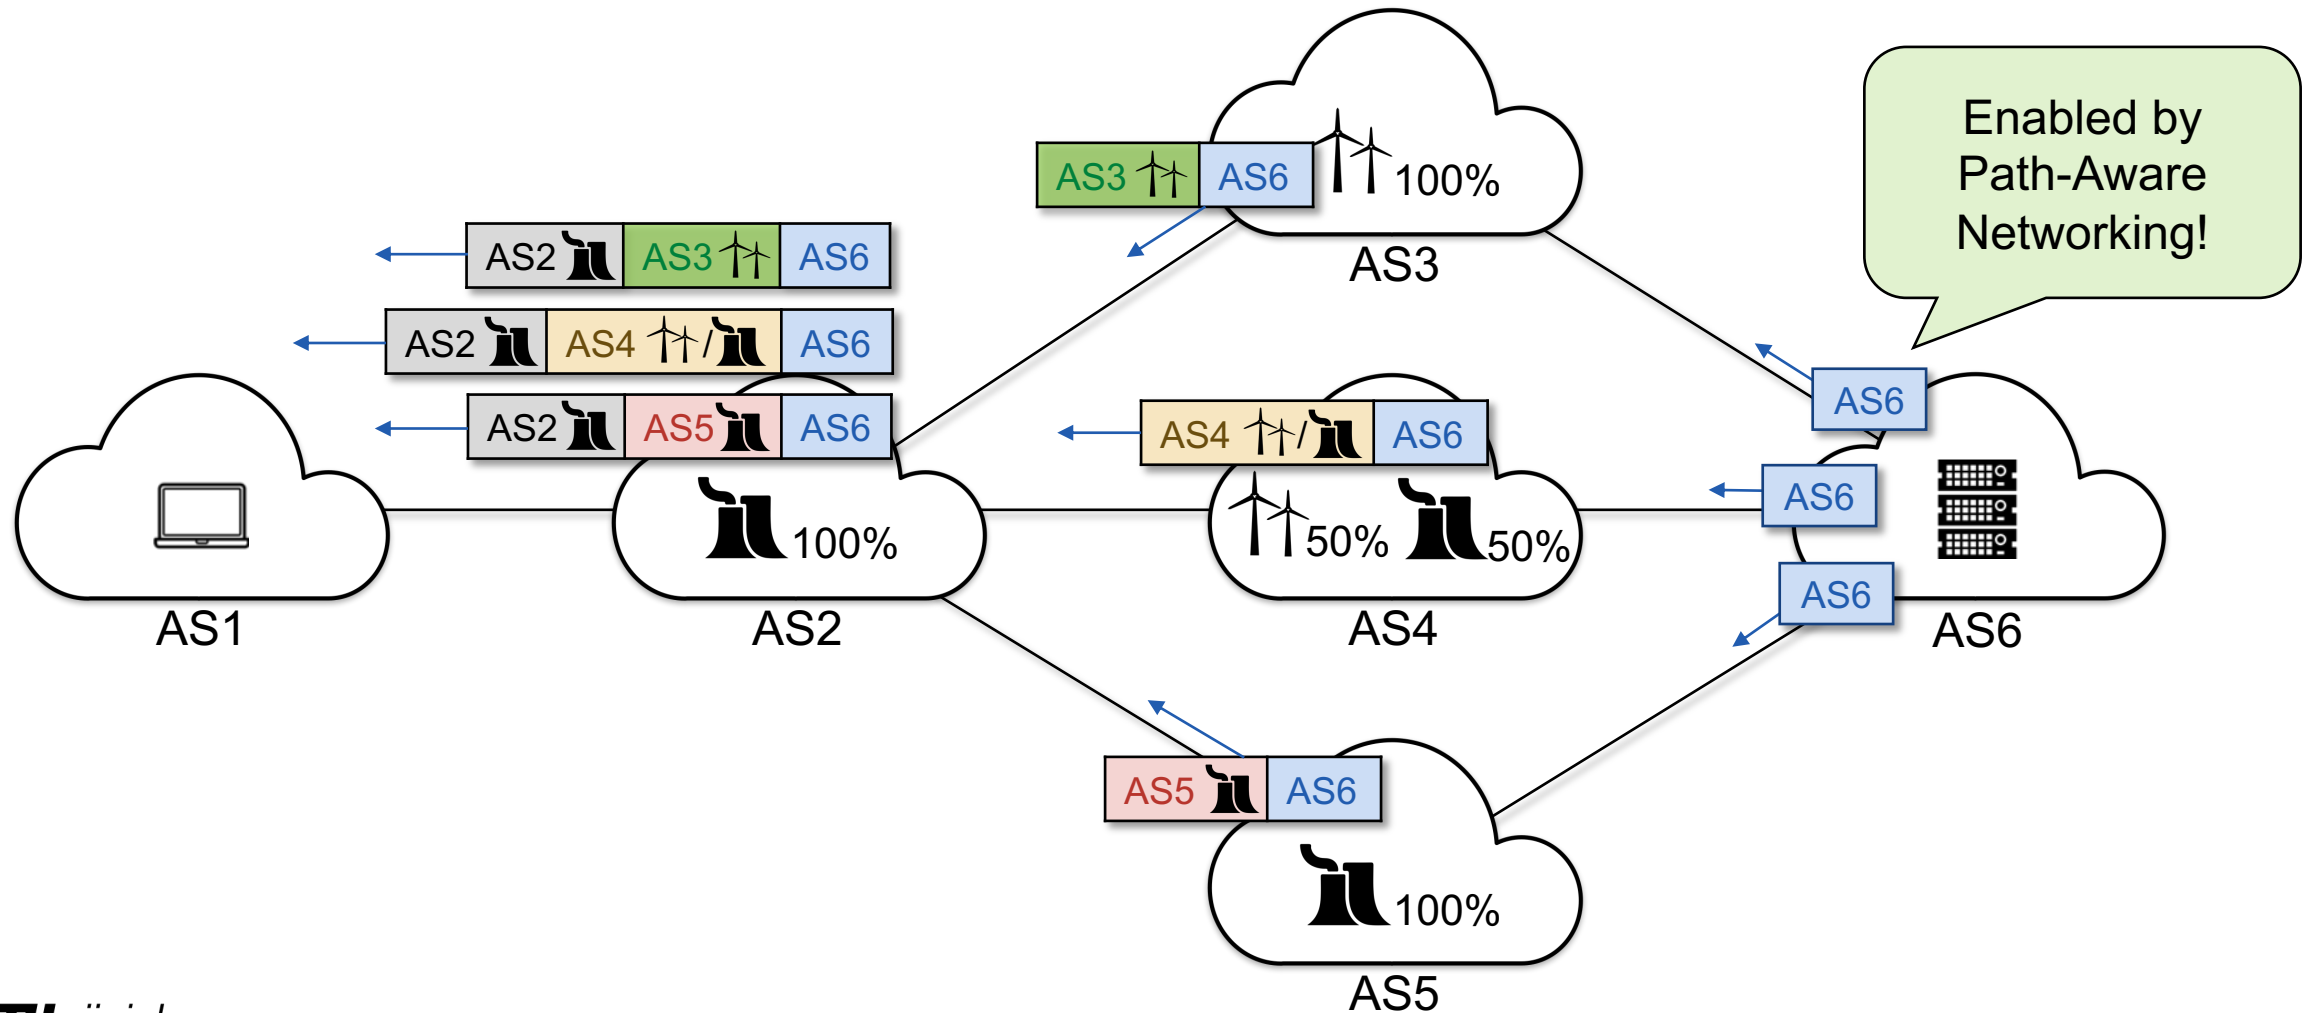 Enabled by
Path-Aware
Networking!
AS3 AS6
100%
AS3
AS2 AS3 AS6
AS2 AS4 / AS6
AS2 AS5 AS6
AS4 / AS6
AS6
AS6
AS6
100%
50% 50%
AS1
AS2
AS4
AS6
AS5 AS6
100%
AS5